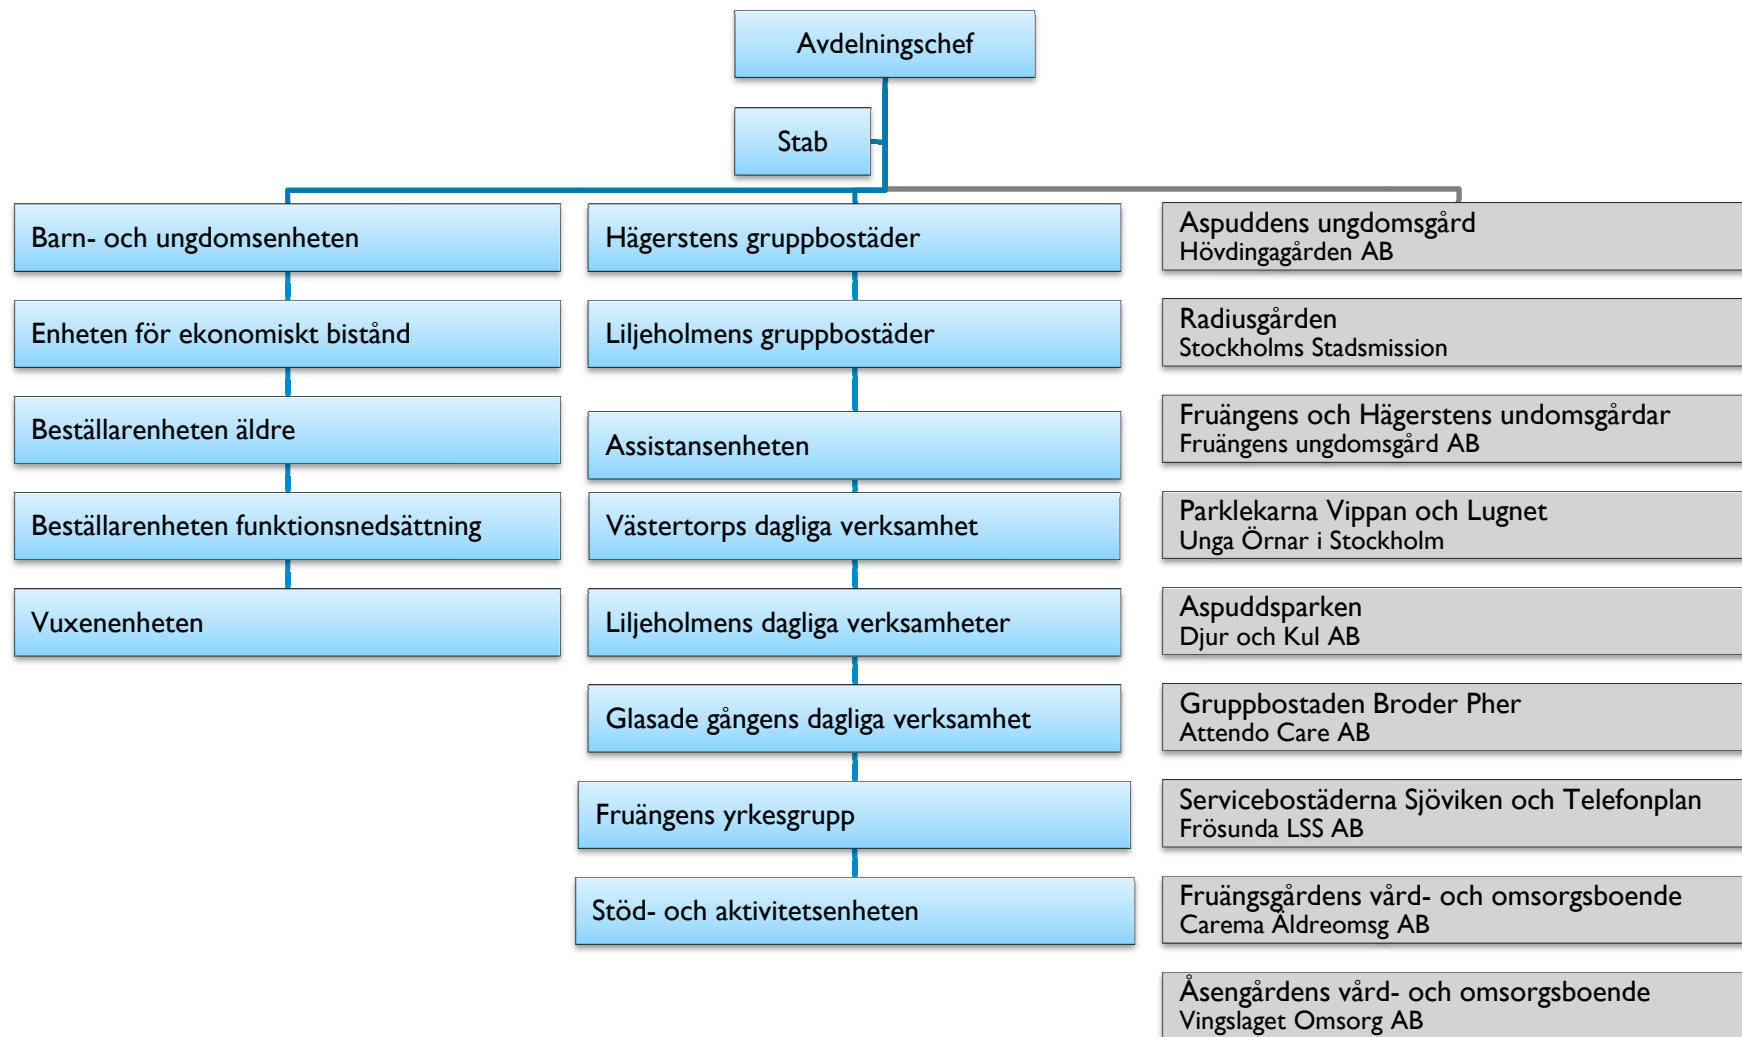 Avdelningschef
Stab
Barn- och ungdomsenheten
Enheten för ekonomiskt bistånd
Beställarenheten äldre
Beställarenheten funktionsnedsättning
Vuxenenheten
Hägerstens gruppbostäder
Liljeholmens gruppbostäder
Assistansenheten
Västertorps dagliga verksamhet
Liljeholmens dagliga verksamheter
Glasade gångens dagliga verksamhet
Fruängens yrkesgrupp
Stöd- och aktivitetsenheten
Aspuddens ungdomsgård
Hövdingagården AB
Radiusgården
Stockholms Stadsmission
Fruängens och Hägerstens undomsgårdar
Fruängens ungdomsgård AB
Parklekarna Vippan och Lugnet
Unga Örnar i Stockholm
Aspuddsparken
Djur och Kul AB
Gruppbostaden Broder Pher
Attendo Care AB
Servicebostäderna Sjöviken och Telefonplan
Frösunda LSS AB
Fruängsgårdens vård- och omsorgsboende
Carema Äldreomsg AB
Åsengårdens vård- och omsorgsboende
Vingslaget Omsorg AB